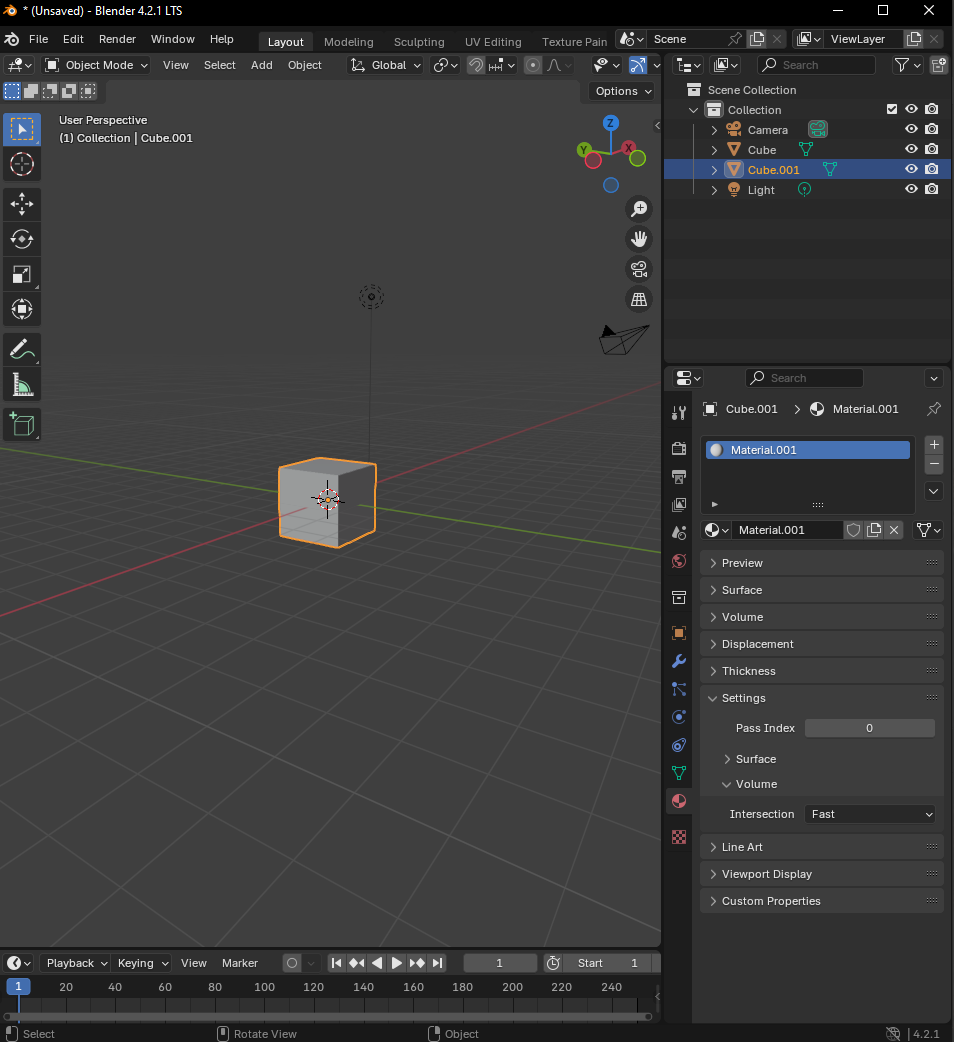 * (Unsaved) - Blender 4.2.1 LTS
File Edit Render Window Help Layout Modeling Sculpting UV Editing Texture Pain Scene ViewLayer
Object Mode View Select Add Object Global
Search
Options
User Perspective
(1) Collection | Cube.001
Z
Y
X
Scene Collection
Collection
Camera
Cube
Cube.001
Light
Search
Cube.001 > Material.001
Material.001
Material.001
Preview
Surface
Volume
Displacement
Thickness
Settings
Pass Index 0
Surface
Volume
Intersection Fast
Line Art
Viewport Display
Custom Properties
Playback Keying View Marker 1 Start 1
1 20 40 60 80 100 120 140 160 180 200 220 240
Select Rotate View Object 4.2.1